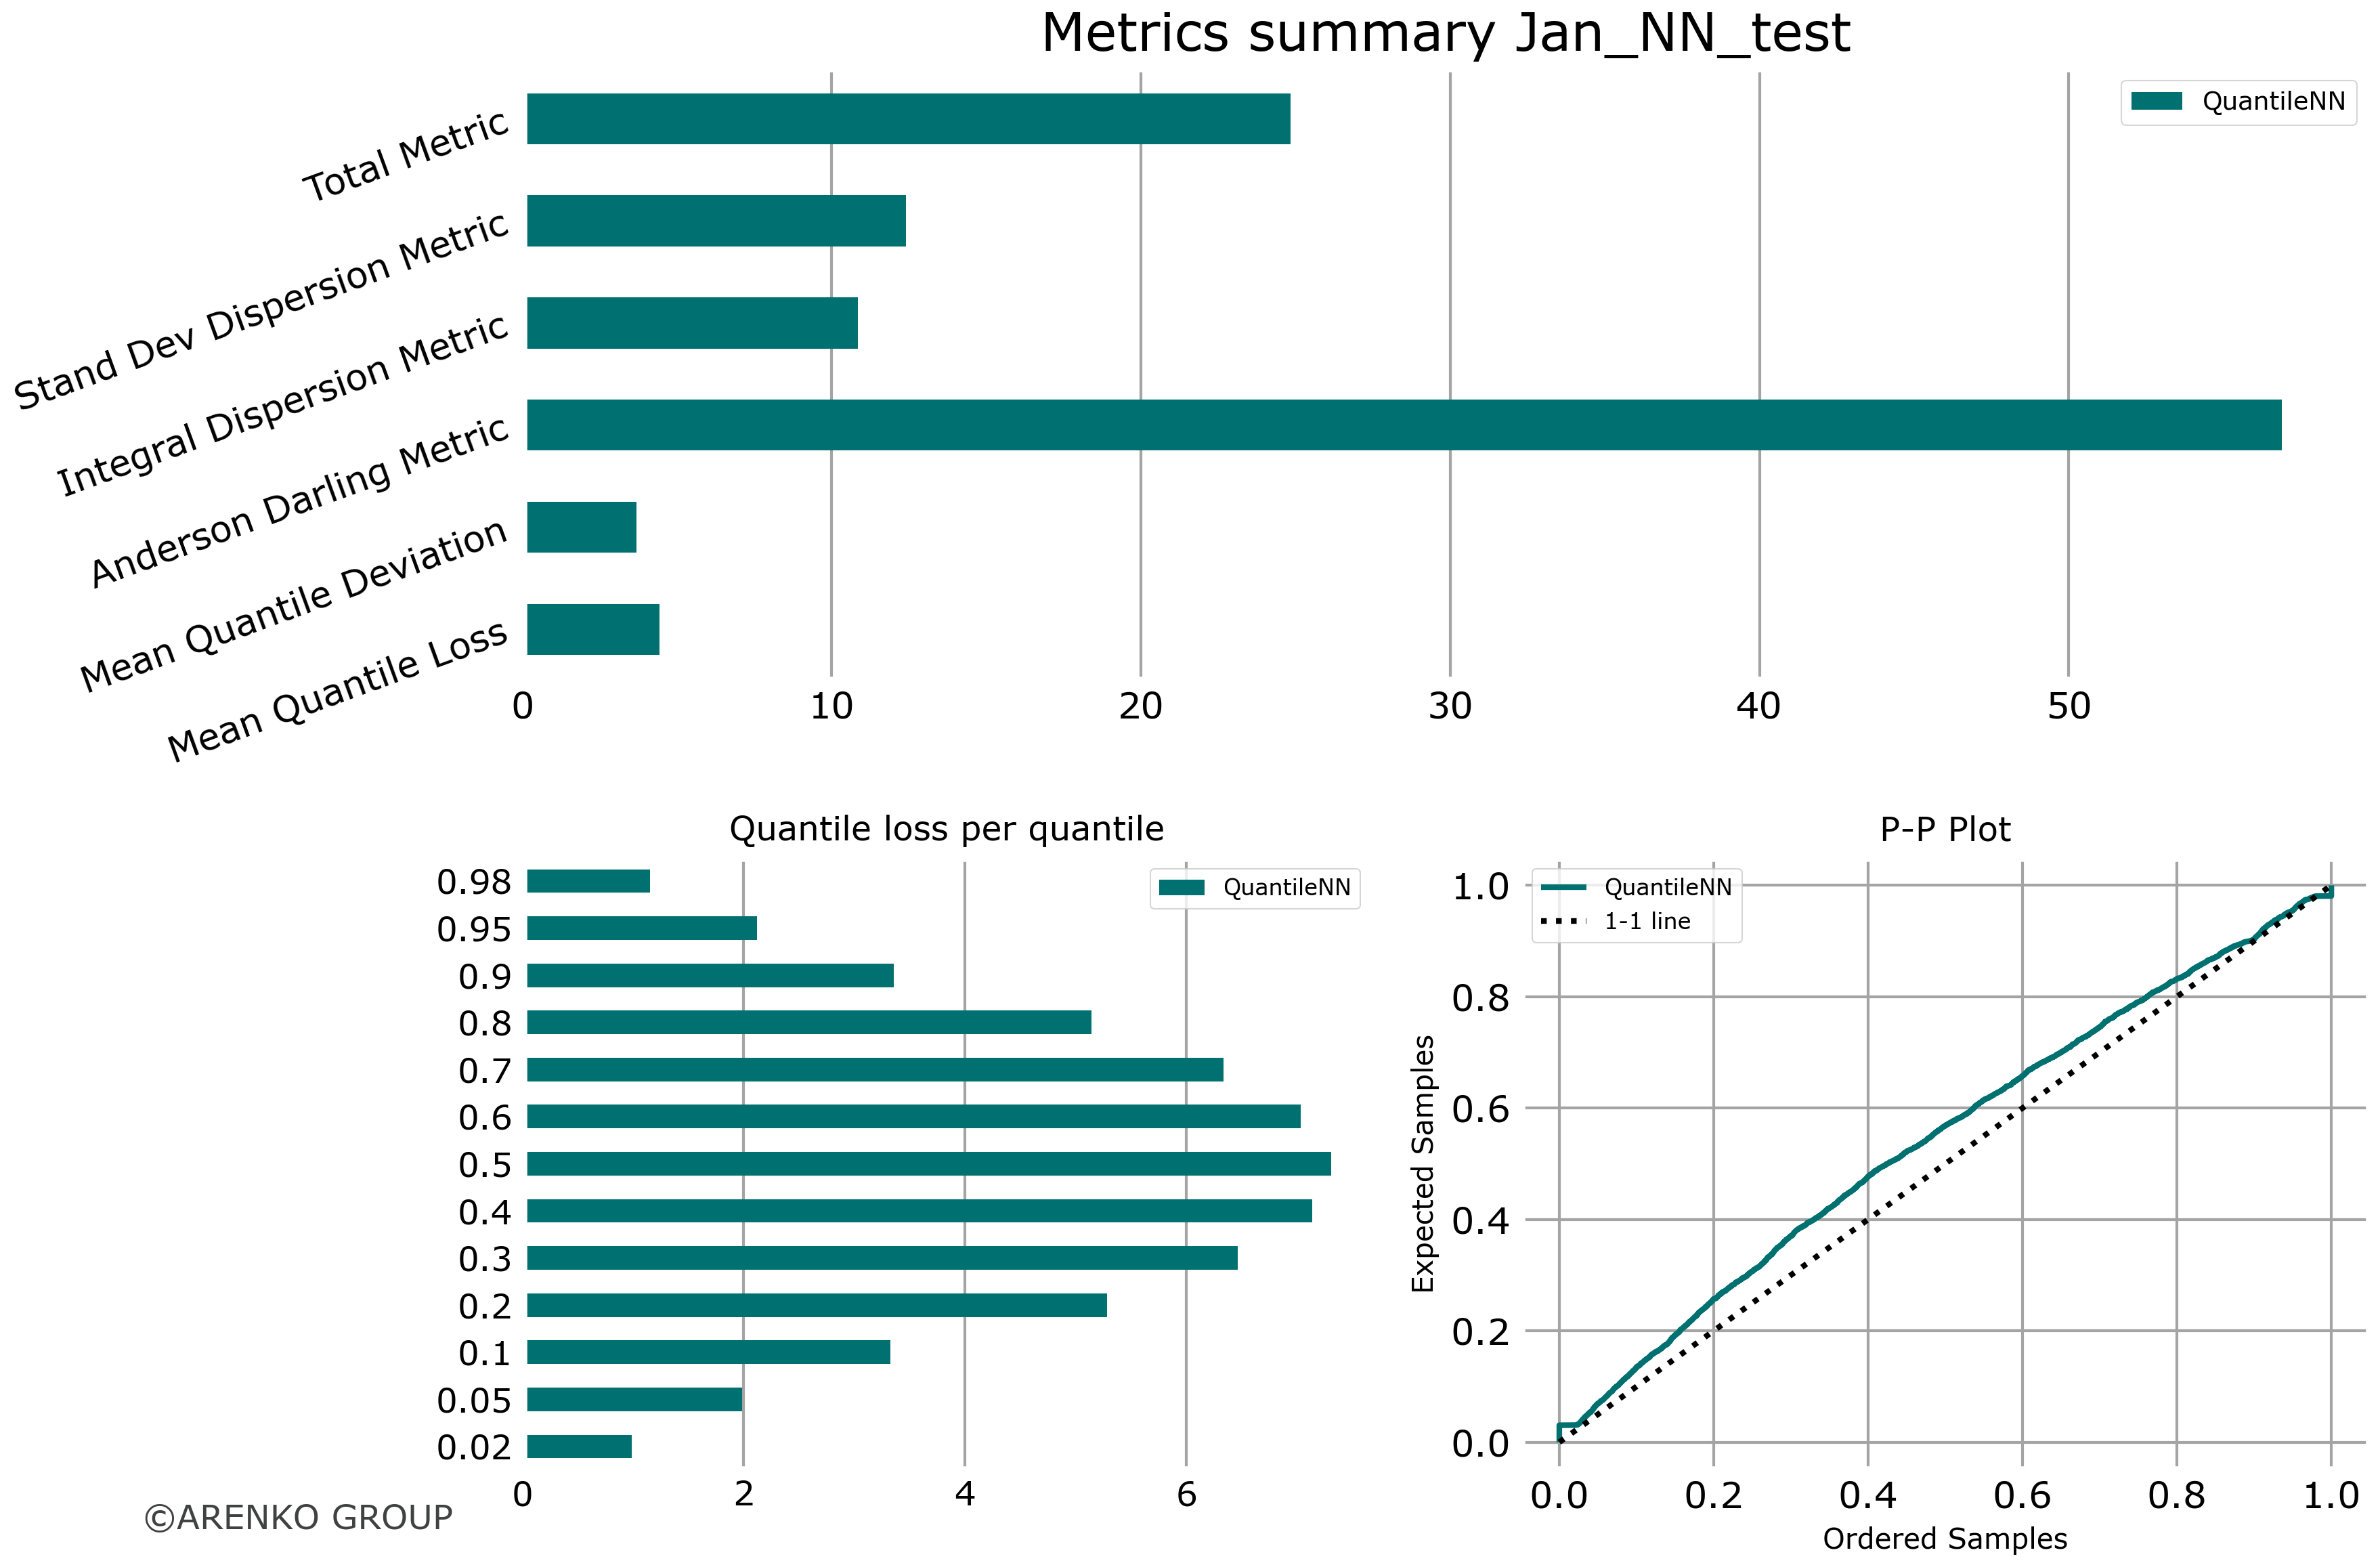 Metrics summary Jan_NN_test
QuantileNN
Total Metric
Stand Dev Dispersion Metric
Integral Dispersion Metric
Anderson Darling Metric
Mean Quantile Deviation
Mean Quantile Loss
0 10 20 30 40 50
Quantile loss per quantile
QuantileNN
0.98
0.95
0.9
0.8
0.7
0.6
0.5
0.4
0.3
0.2
0.1
0.05
0.02
0 2 4 6
P-P Plot
QuantileNN
1-1 line
Expected Samples
1.0
0.8
0.6
0.4
0.2
0.0
0.0 0.2 0.4 0.6 0.8 1.0
Ordered Samples
©ARENKO GROUP